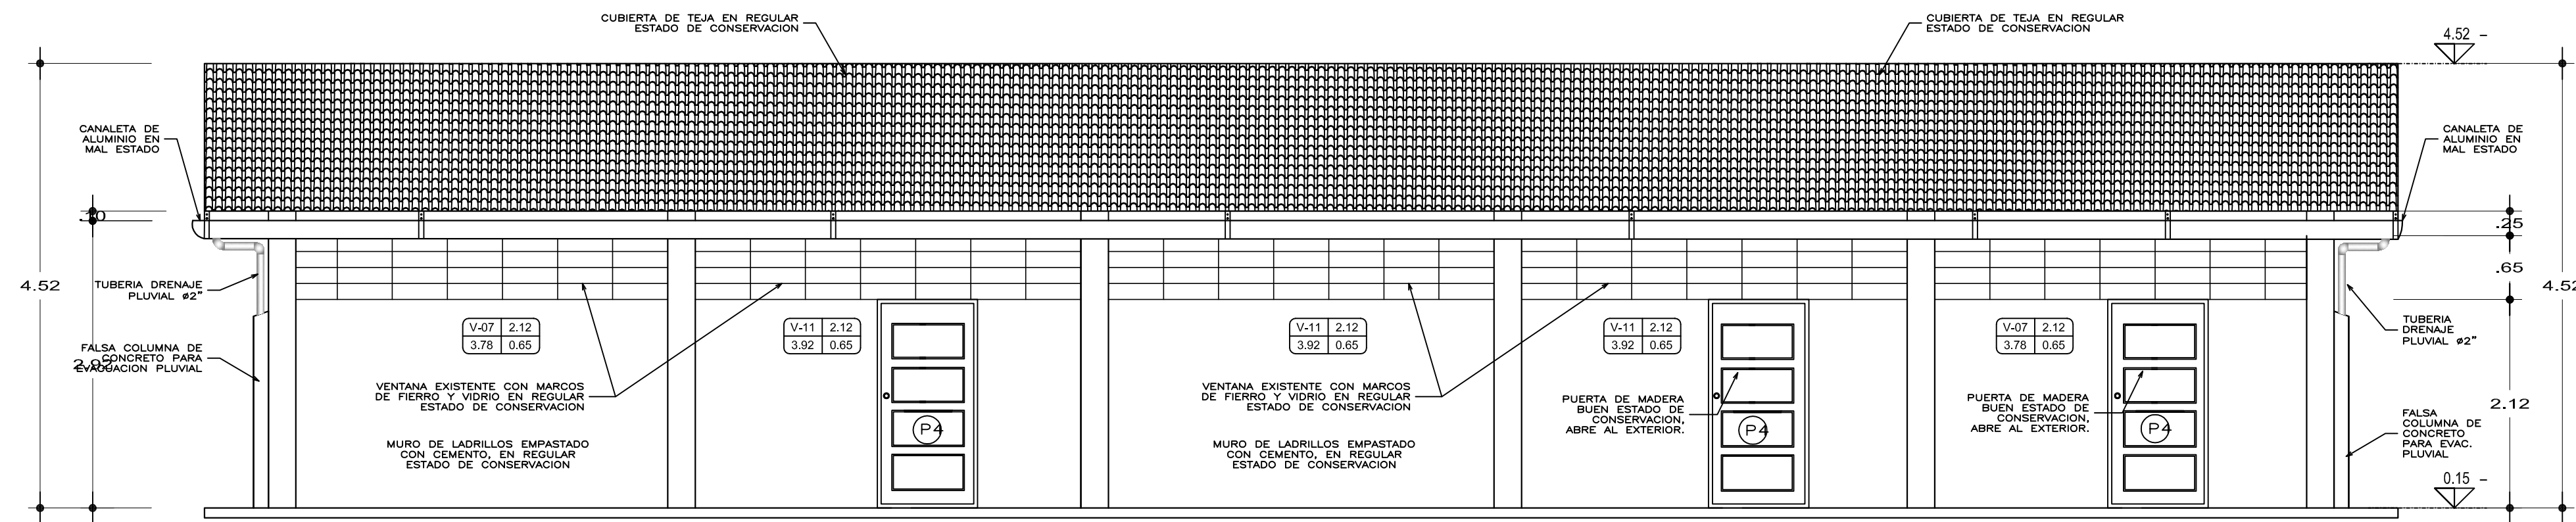 CUBIERTA DE TEJA EN REGULAR
ESTADO DE CONSERVACION
CUBIERTA DE TEJA EN REGULAR
ESTADO DE CONSERVACION
4.52
CANALETA DE
ALUMINIO EN
MAL ESTADO
CANALETA DE
ALUMINIO EN
MAL ESTADO
.10
.25
.65
4.52
4.52
TUBERIA DRENAJE
PLUVIAL ø2"
TUBERIA
DRENAJE
PLUVIAL ø2"
V-07 2.12
3.78 0.65
V-11 2.12
3.92 0.65
V-11 2.12
3.92 0.65
V-11 2.12
3.92 0.65
V-07 2.12
3.78 0.65
FALSA COLUMNA DE
CONCRETO PARA
EVACUACION PLUVIAL
2.92
VENTANA EXISTENTE CON MARCOS
DE FIERRO Y VIDRIO EN REGULAR
ESTADO DE CONSERVACION
VENTANA EXISTENTE CON MARCOS
DE FIERRO Y VIDRIO EN REGULAR
ESTADO DE CONSERVACION
PUERTA DE MADERA
BUEN ESTADO DE
CONSERVACION,
ABRE AL EXTERIOR.
PUERTA DE MADERA
BUEN ESTADO DE
CONSERVACION,
ABRE AL EXTERIOR.
2.12
P4
P4
P4
FALSA
COLUMNA DE
CONCRETO
PARA EVAC.
PLUVIAL
MURO DE LADRILLOS EMPASTADO
CON CEMENTO, EN REGULAR
ESTADO DE CONSERVACION
MURO DE LADRILLOS EMPASTADO
CON CEMENTO, EN REGULAR
ESTADO DE CONSERVACION
0.15